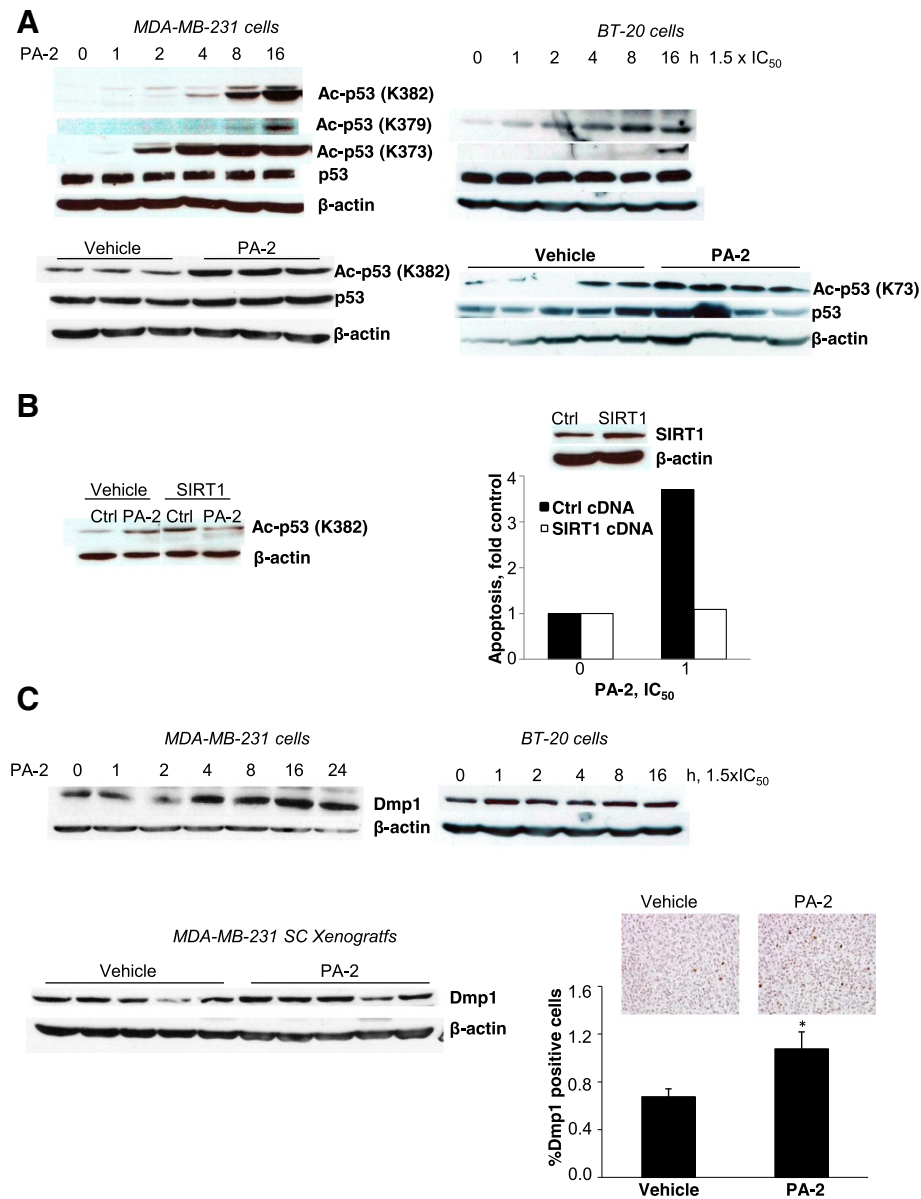 A
MDA-MB-231 cells
PA-2 0 1 2 4 8 16
Ac-p53 (K382)
Ac-p53 (K379)
Ac-p53 (K373)
p53
β-actin
BT-20 cells
0 1 2 4 8 16 h 1.5 x IC50
Vehicle PA-2
Ac-p53 (K382)
p53
β-actin
Vehicle PA-2
Ac-p53 (K73)
p53
β-actin
B
Vehicle SIRT1
Ctrl PA-2 Ctrl PA-2
Ac-p53 (K382)
β-actin
Ctrl SIRT1
SIRT1
β-actin
Apoptosis, fold control
4
3
2
1
0
Ctrl cDNA
SIRT1 cDNA
0 1
PA-2, IC50
C
MDA-MB-231 cells
PA-2 0 1 2 4 8 16 24
Dmp1
β-actin
BT-20 cells
0 1 2 4 8 16 h, 1.5xIC50
MDA-MB-231 SC Xenogratfs
Vehicle PA-2
Dmp1
β-actin
Vehicle PA-2
%Dmp1 positive cells
1.6
1.2
0.8
0.4
0.0
*
Vehicle PA-2